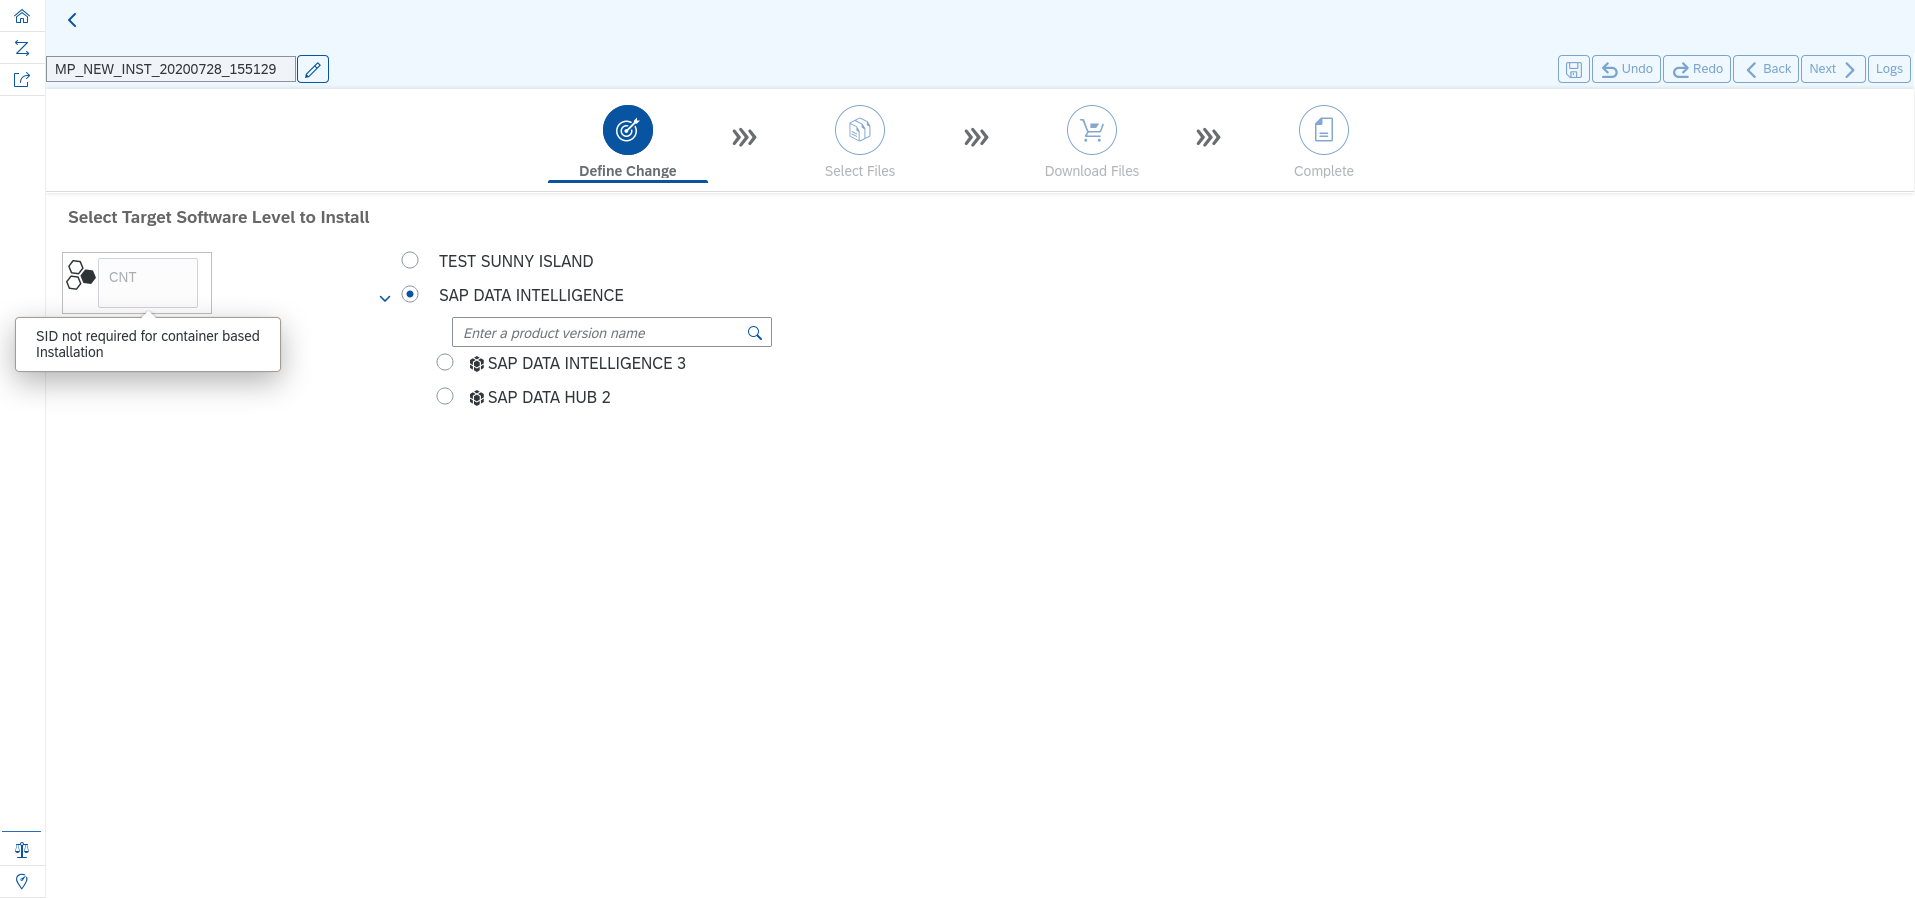 MP_NEW_INST_20200728_155129
Undo
Redo
Back
Next
Logs
Define Change
Select Files
Download Files
Complete
Select Target Software Level to Install
CNT
SID not required for container based
Installation
TEST SUNNY ISLAND
SAP DATA INTELLIGENCE
Enter a product version name
SAP DATA INTELLIGENCE 3
SAP DATA HUB 2